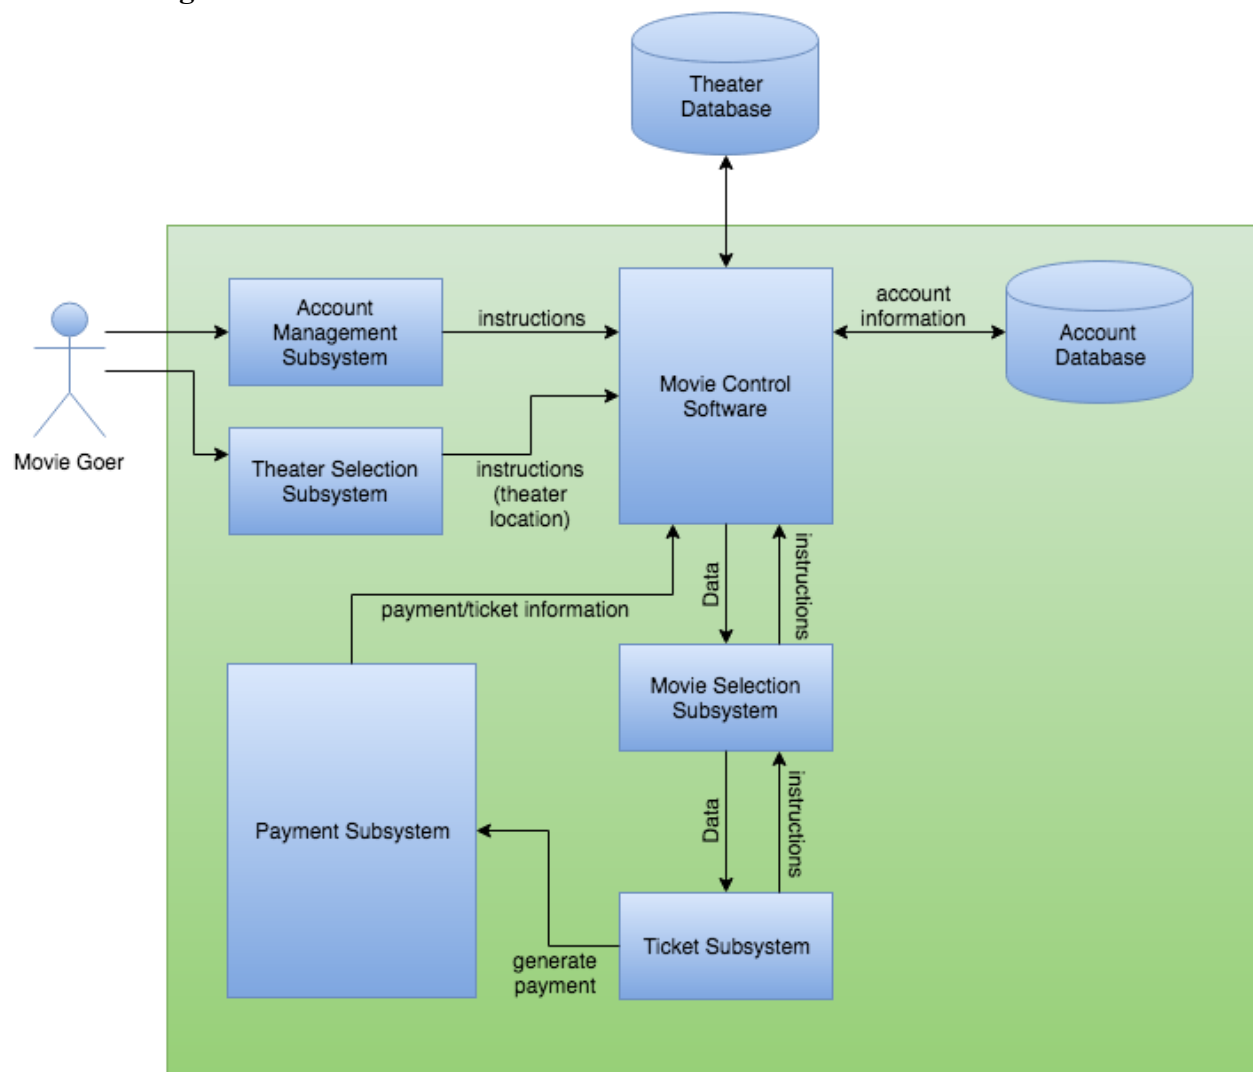 Theater
Database
Account
Management
Subsystem
instructions
account
information
Account
Database
Movie Control
Software
Movie Goer
Theater Selection
Subsystem
instructions
(theater
location)
payment/ticket information
Data
instructions
Movie Selection
Subsystem
Payment Subsystem
Data
instructions
Ticket Subsystem
generate
payment